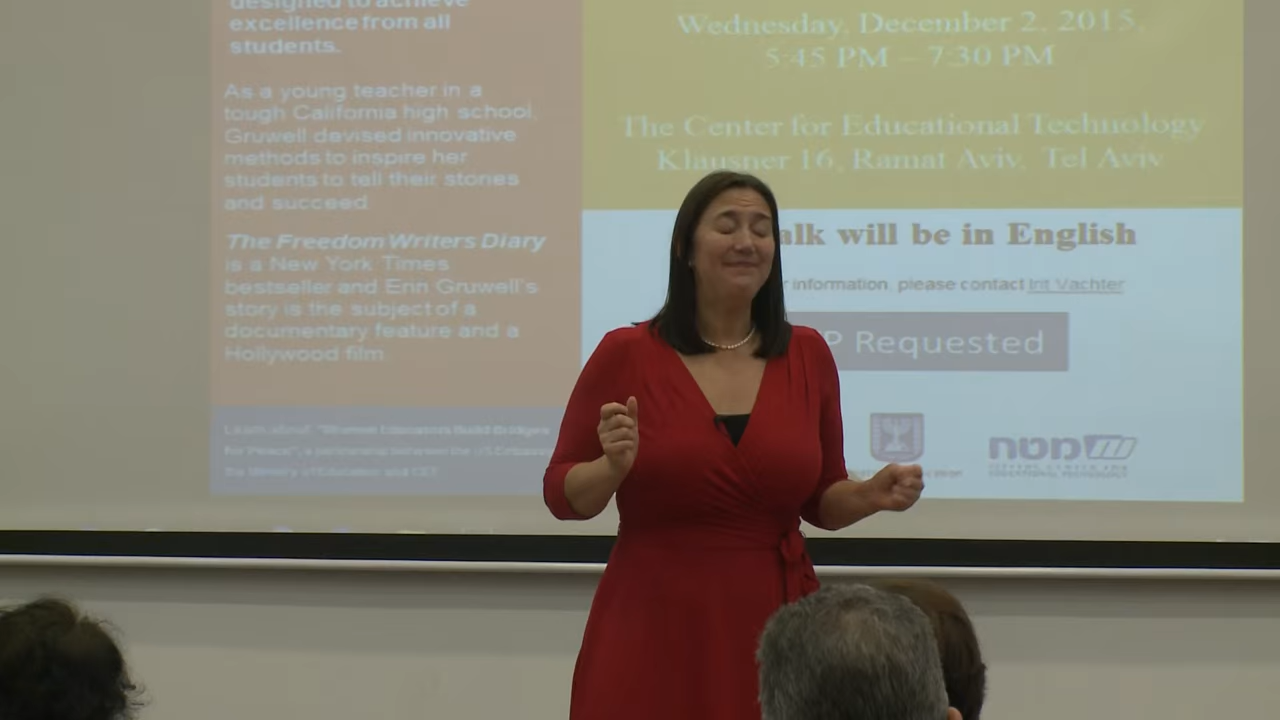 designed to achieve
excellence from all
students.
As a young teacher in a
tough California high school,
Gruwell devised innovative
methods to inspire her
students to tell their stories
and succeed
The Freedom Writers Diary
is a New York Times
bestseller and Erin Gruwell's
story is the subject of a
documentary feature and a
Hollywood film
Learn about
Wednesday, December 2, 2015,
5:45 PM – 7:30 PM
The Center for Educational Technology
Klausner 16, Ramat Aviv, Tel Aviv
alk will be in English
r information, please contact Irit Vachter
P Requested
מטח